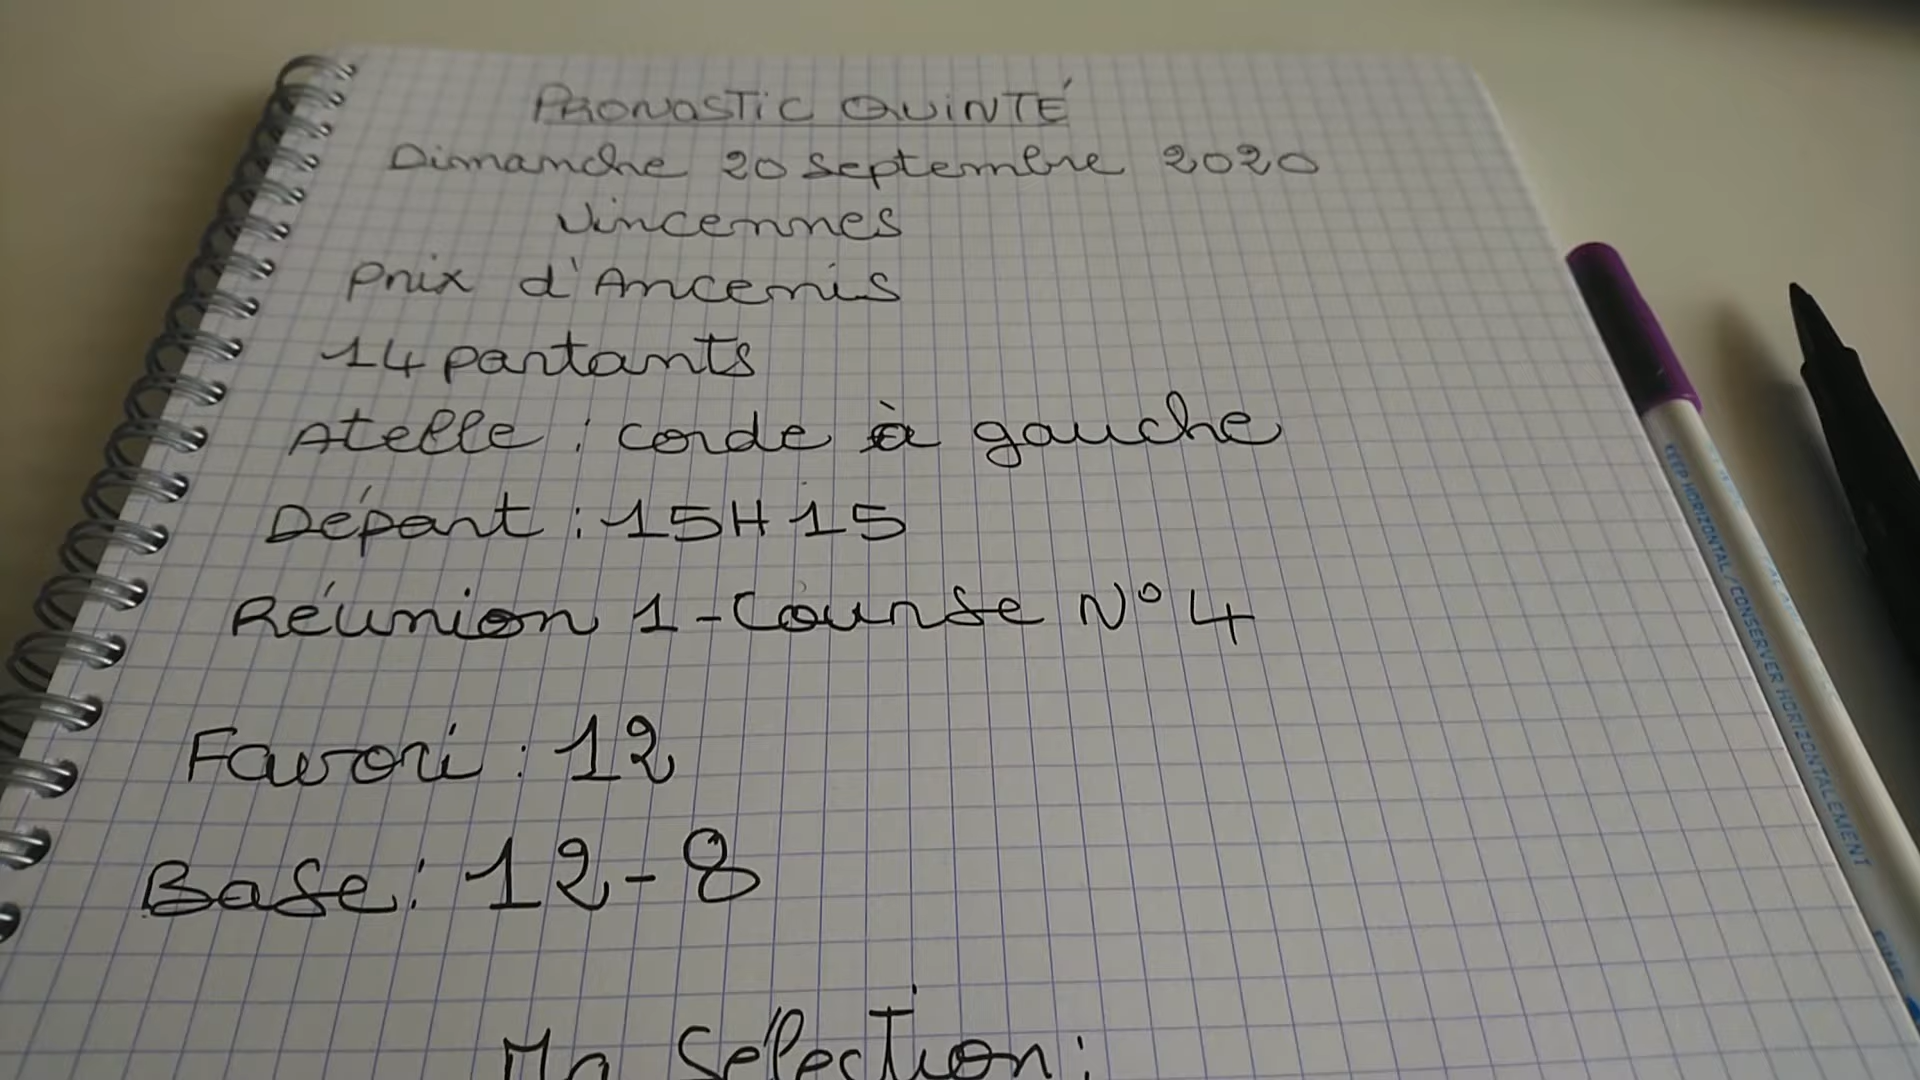 PRONOSTIC QUINTÉ
Dimanche 20 septembre 2020
Vincennes
Prix d'Ancenis
14 partants
Atelle : corde à gauche
Départ : 15H15
Réunion 1 - Course N° 4
Favori : 12
Base : 12 - 8
Ma Sélection :
KEEP HORIZONTAL / CONSERVER HORIZONTALEMENT